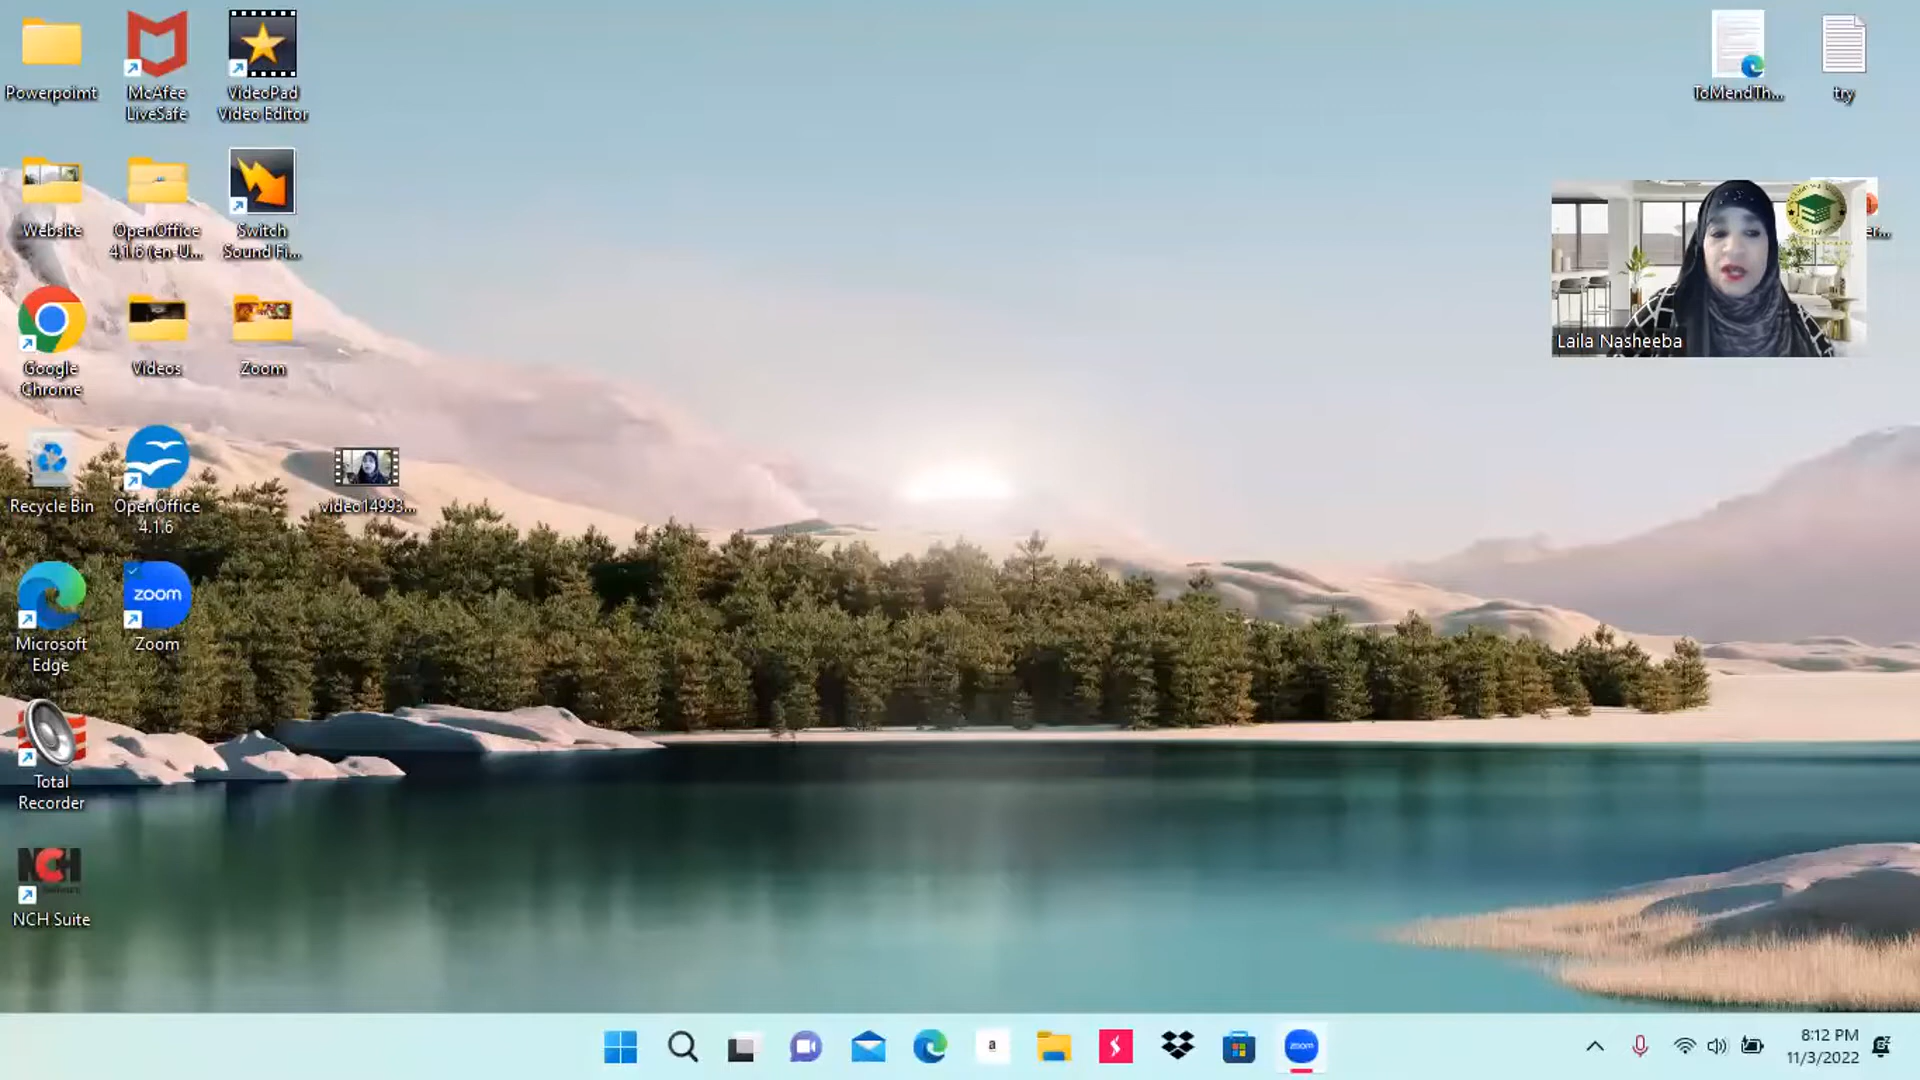 Powerpoimt
McAfee
LiveSafe
VideoPad
Video Editor
ToMendTh...
try
Website
OpenOffice
4.1.6 (en-U...
Switch
Sound Fi...
er...
Laila Nasheeba
Google
Chrome
Videos
Zoom
Recycle Bin
OpenOffice
4.1.6
video14993...
zoom
Microsoft
Edge
Zoom
Total
Recorder
NCH
NCH Suite
a
zoom
8:12 PM
11/3/2022